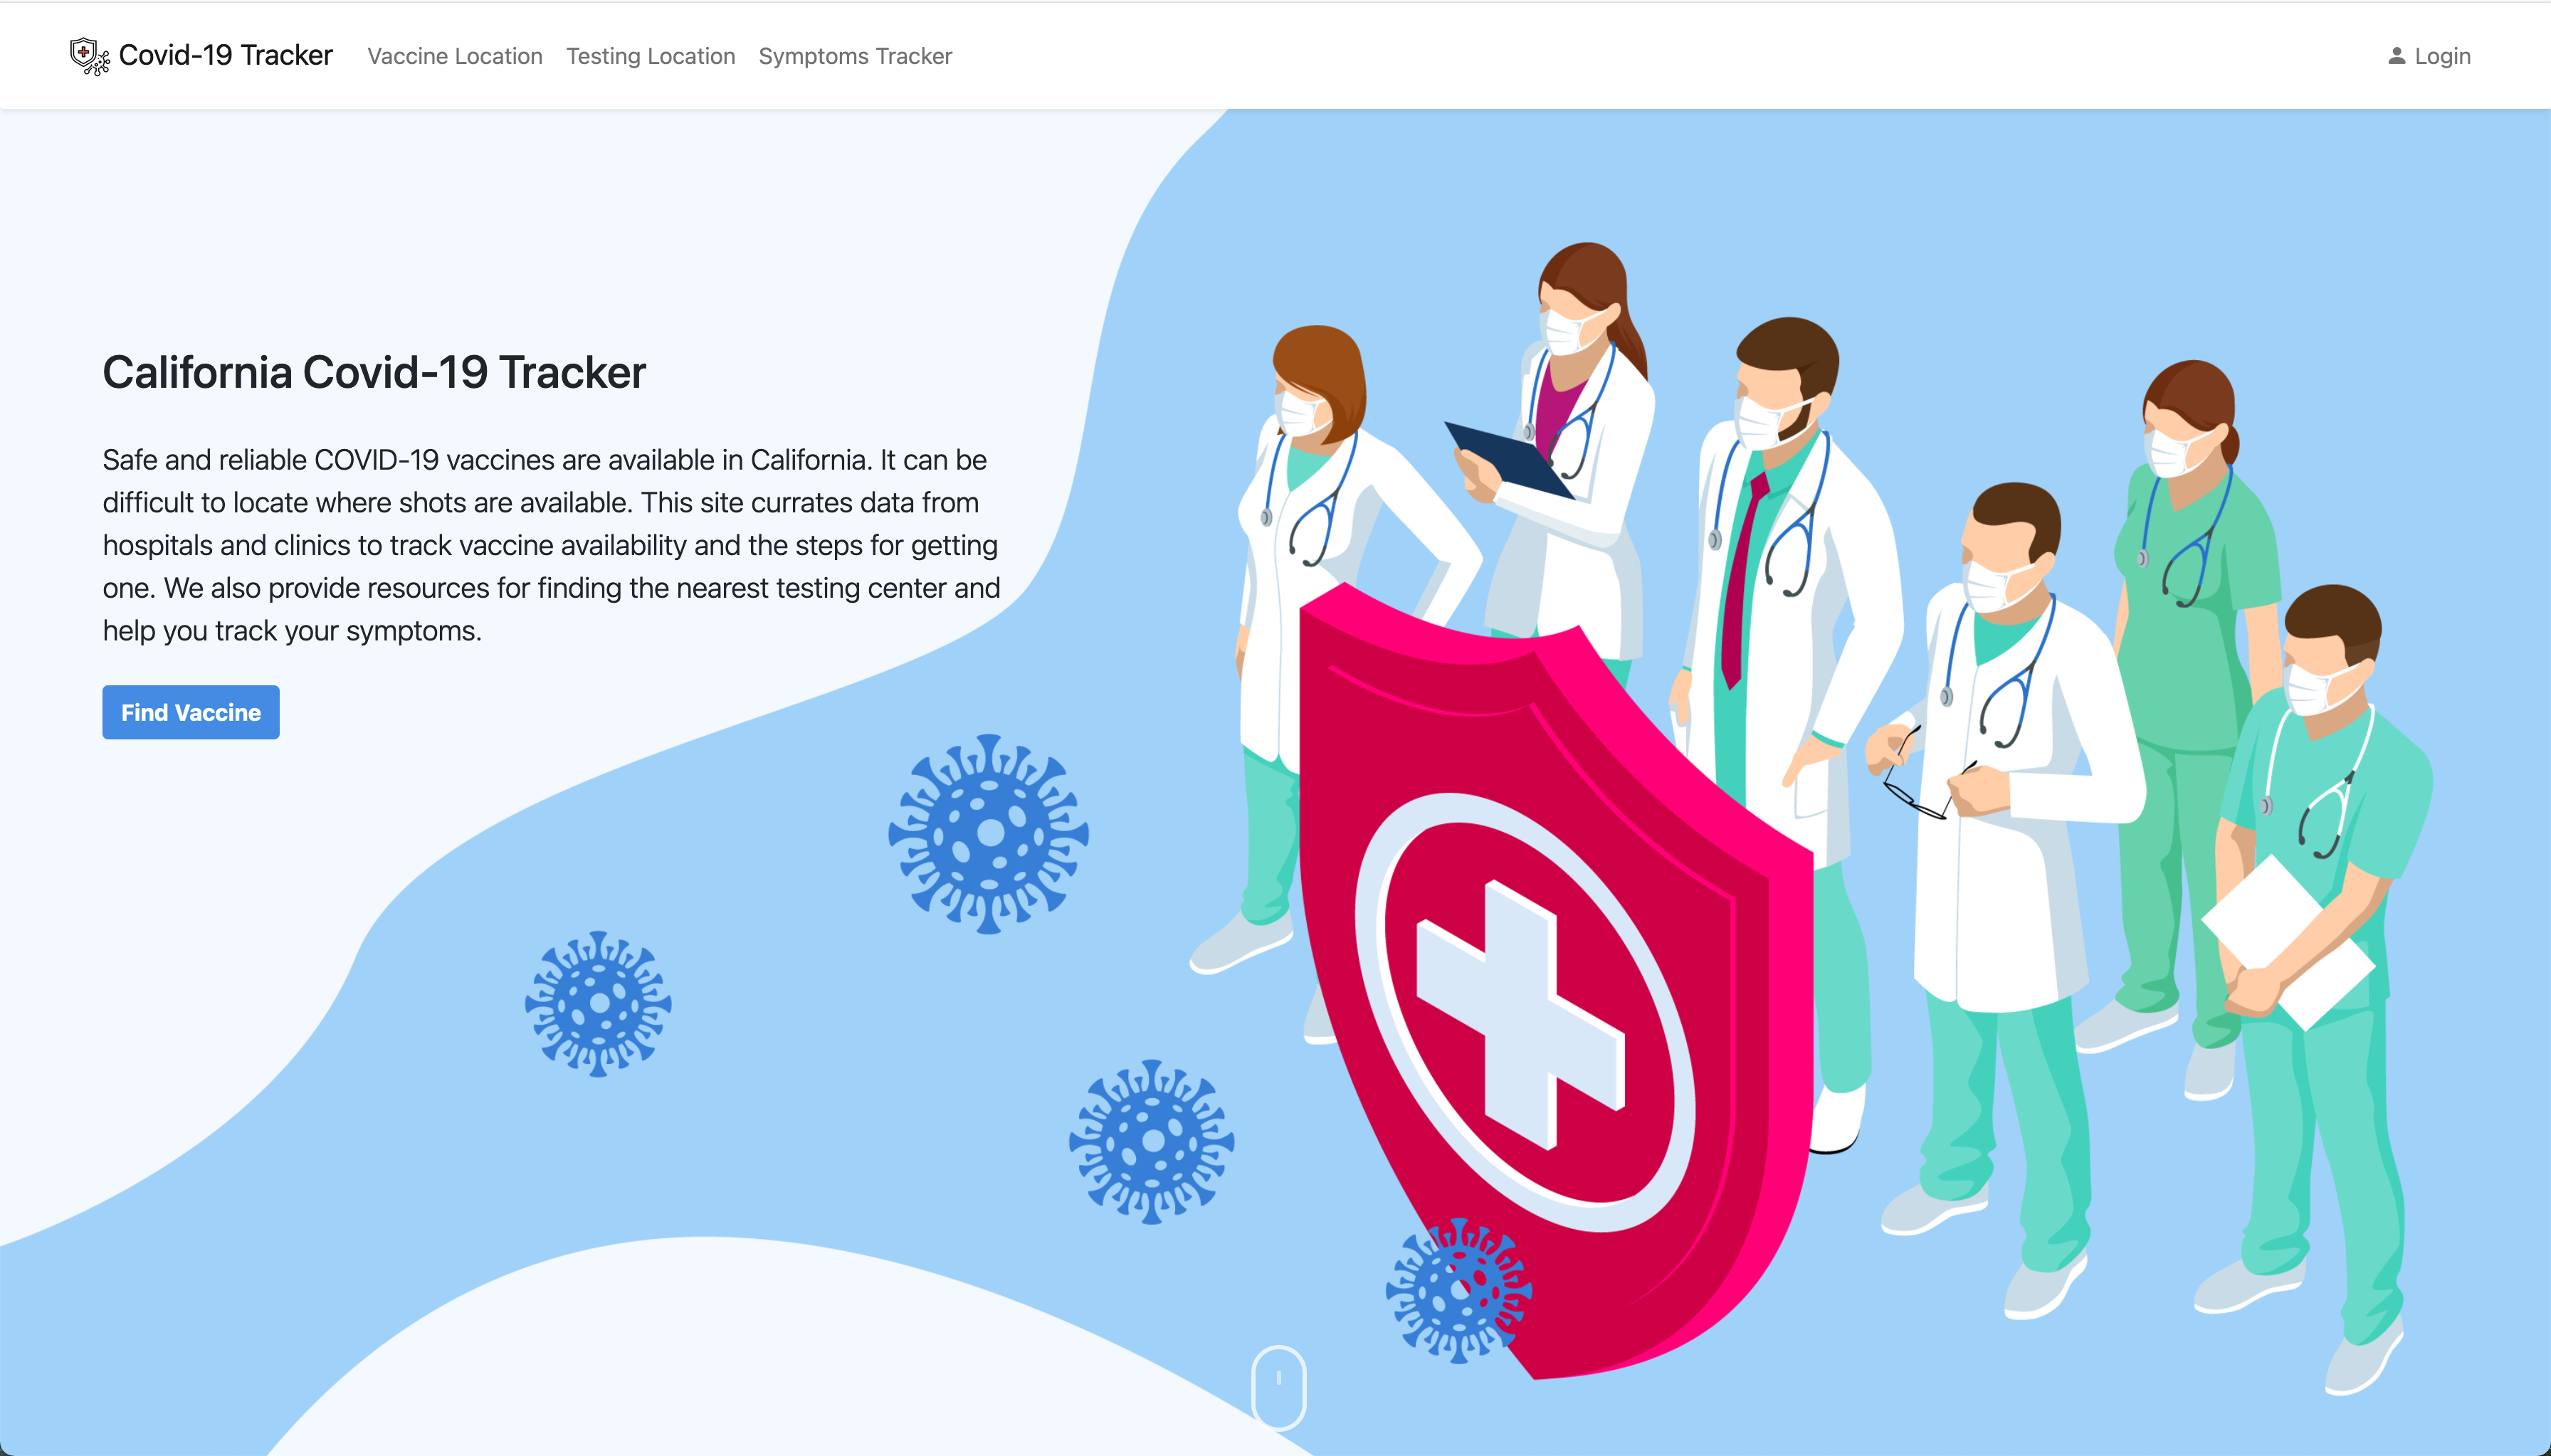 Covid-19 Tracker Vaccine Location Testing Location Symptoms Tracker Login
California Covid-19 Tracker
Safe and reliable COVID-19 vaccines are available in California. It can be
difficult to locate where shots are available. This site currates data from
hospitals and clinics to track vaccine availability and the steps for getting
one. We also provide resources for finding the nearest testing center and
help you track your symptoms.
Find Vaccine